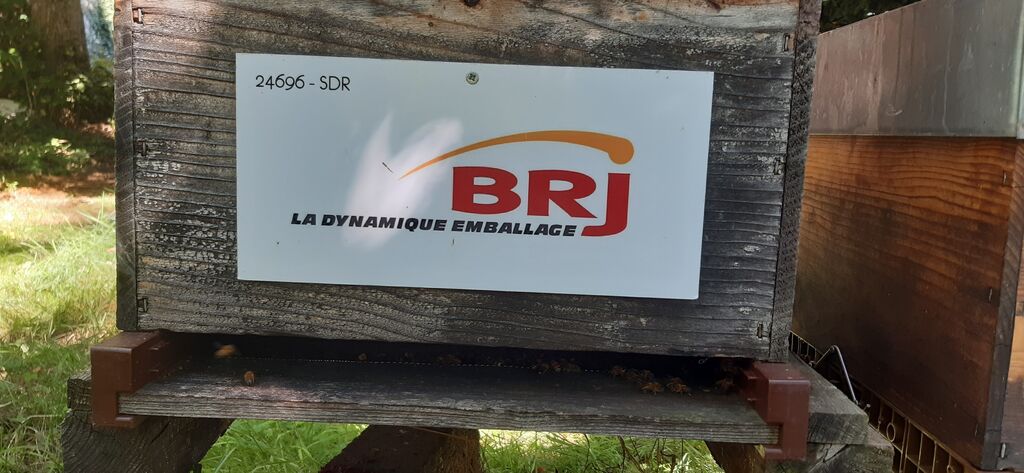 24696 - SDR
BRJ
LA DYNAMIQUE EMBALLAGE